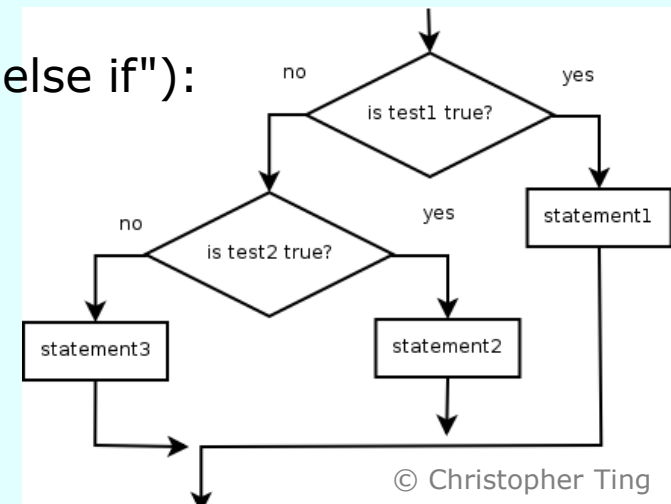 else if"):
no
yes
is test1 true?
statement1
no
yes
is test2 true?
statement3
statement2
© Christopher Ting